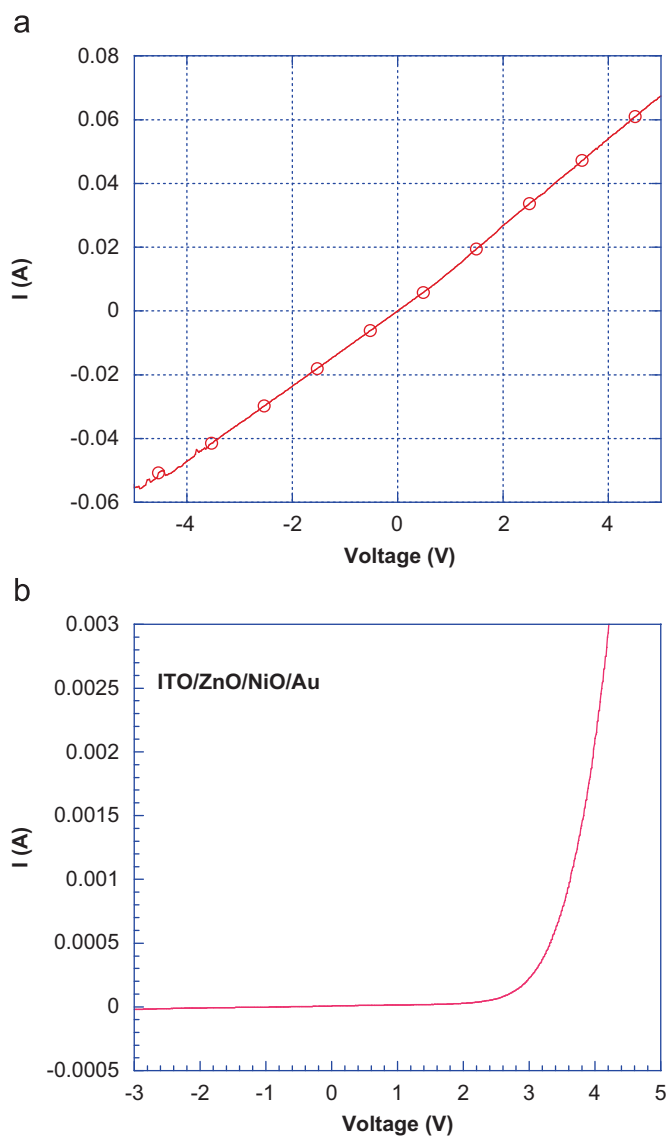 a
0.08
0.06
0.04
0.02
0
-0.02
-0.04
-0.06
I (A)
-4 -2 0 2 4
Voltage (V)
b
0.003
0.0025
0.002
0.0015
0.001
0.0005
0
-0.0005
I (A)
ITO/ZnO/NiO/Au
-3 -2 -1 0 1 2 3 4 5
Voltage (V)